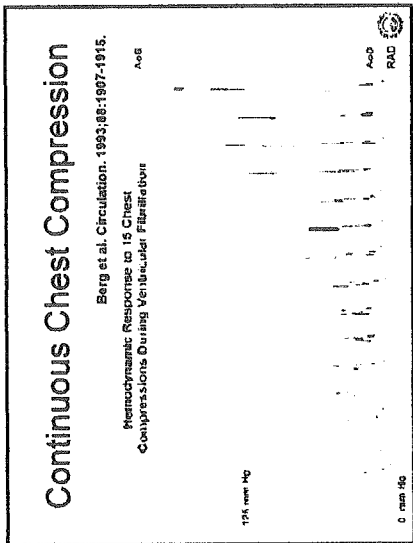 Continuous Chest Compression
Berg et al. Circulation. 1993;88:1907-1915.
Hemodynamic Response to 15 Chest
Compressions During Ventricular Fibrillation
AoS
125 mm Hg
AoD
RAD
0 mm Hg